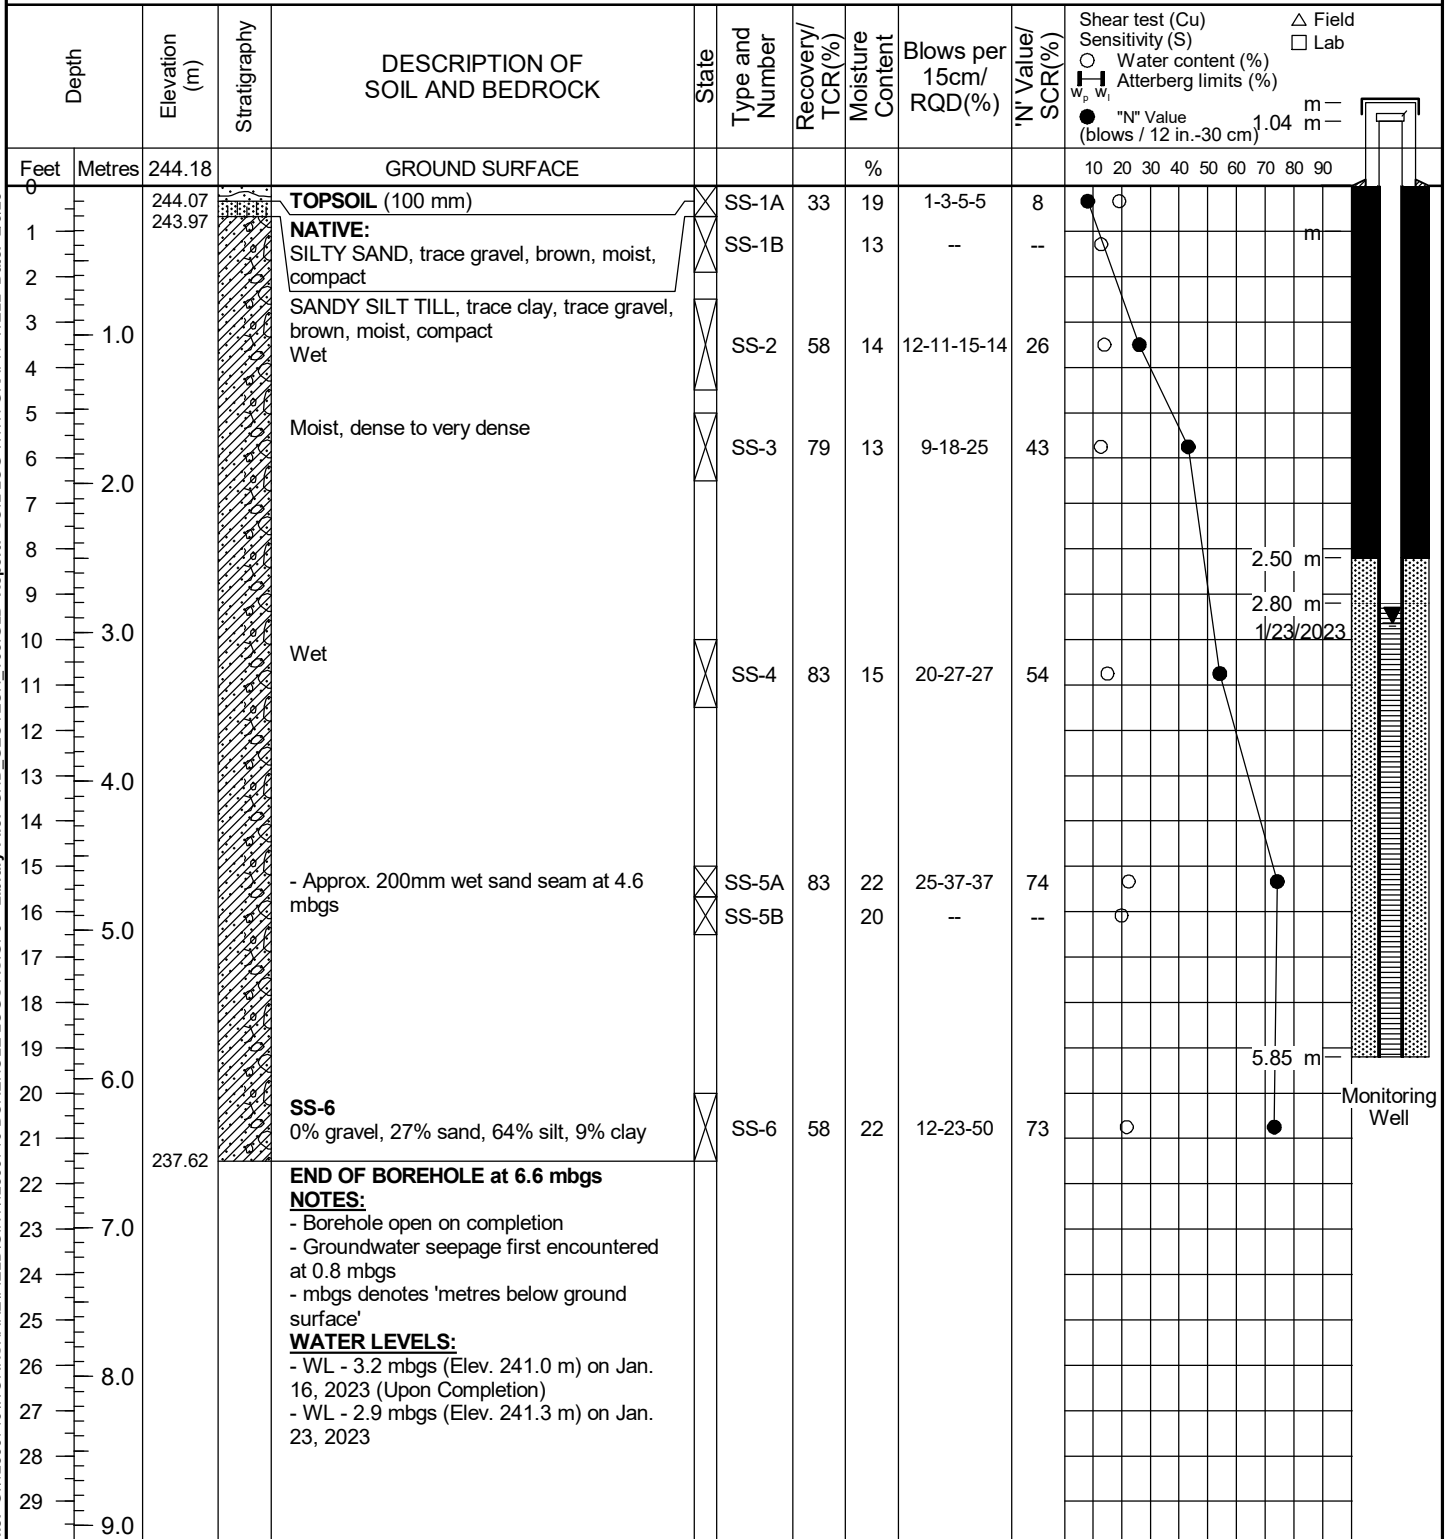 Depth
Elevation
(m)
Stratigraphy
DESCRIPTION OF
SOIL AND BEDROCK
State
Type and
Number
Recovery/
TCR(%)
Moisture
Content
Blows per
15cm/
RQD(%)
'N' Value/
SCR(%)
Shear test (Cu) △ Field
Sensitivity (S) □ Lab
○ Water content (%)
Wp Wl Atterberg limits (%)
● "N" Value
(blows / 12 in.-30 cm)
m
1.04 m
Feet Metres 244.18 GROUND SURFACE % 10 20 30 40 50 60 70 80 90
0
244.07 TOPSOIL (100 mm) SS-1A 33 19 1-3-5-5 8
243.97 NATIVE:
1 m
SILTY SAND, trace gravel, brown, moist, SS-1B 13 -- --
compact
2
SANDY SILT TILL, trace clay, trace gravel,
3
brown, moist, compact
1.0
Wet SS-2 58 14 12-11-15-14 26
4
5
Moist, dense to very dense
SS-3 79 13 9-18-25 43
6
2.0
7
8
2.50 m
9
2.80 m
3.0 1/23/2023
10
Wet
SS-4 83 15 20-27-27 54
11
12
13
4.0
14
15
- Approx. 200mm wet sand seam at 4.6 SS-5A 83 22 25-37-37 74
mbgs
16 SS-5B 20 -- --
5.0
17
18
19
5.85 m
6.0
20 Monitoring
Well
SS-6
0% gravel, 27% sand, 64% silt, 9% clay SS-6 58 22 12-23-50 73
21
237.62
END OF BOREHOLE at 6.6 mbgs
22
NOTES:
- Borehole open on completion
23 7.0
- Groundwater seepage first encountered
at 0.8 mbgs
24
- mbgs denotes 'metres below ground
surface'
25
WATER LEVELS:
- WL - 3.2 mbgs (Elev. 241.0 m) on Jan.
26 8.0
16, 2023 (Upon Completion)
- WL - 2.9 mbgs (Elev. 241.3 m) on Jan.
27
23, 2023
28
29
9.0